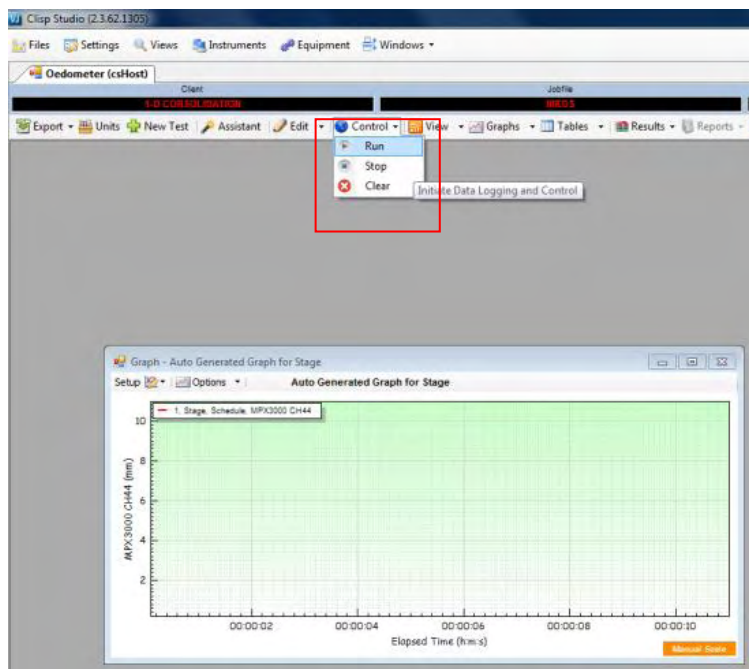 Clisp Studio (2.3.62.1305)
Files Settings Views Instruments Equipment Windows
Oedometer (csHost)
Client Jobfile
1-D CONSOLIDATION
Export Units New Test Assistant Edit Control View Graphs Tables Results Reports
Run
Stop
Clear
Initiate Data Logging and Control
Graph - Auto Generated Graph for Stage
Setup Options Auto Generated Graph for Stage
1. Stage, Schedule, MPX3000 CH44
10
8
6
4
2
MPX3000 CH44 (mm)
00:00:02 00:00:04 00:00:06 00:00:08 00:00:10
Elapsed Time (h:m:s)
Manual Scale